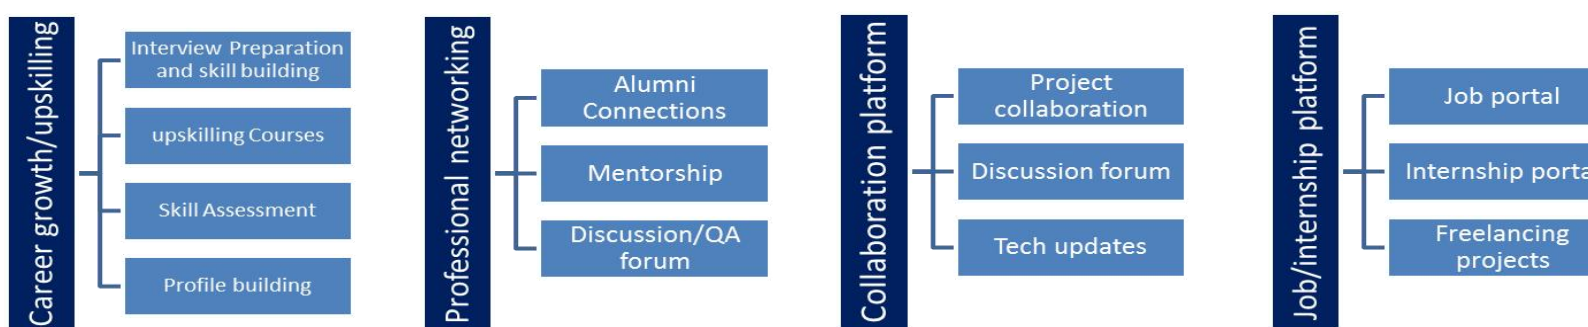 Career growth/upskilling
Interview Preparation
and skill building
upskilling Courses
Skill Assessment
Profile building
Professional networking
Alumni
Connections
Mentorship
Discussion/QA
forum
Collaboration platform
Project
collaboration
Discussion forum
Tech updates
Job/internship platform
Job portal
Internship porta
Freelancing
projects